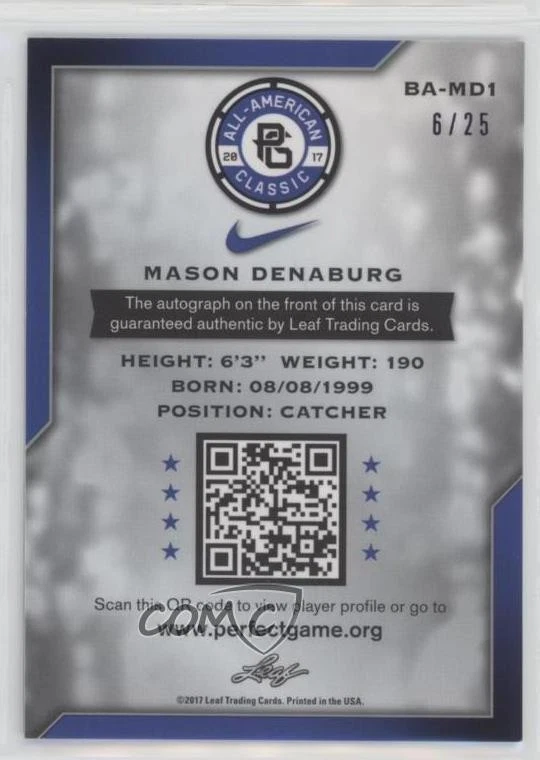 BA-MD1
6/25
ALL-AMERICAN
PG
20 17
CLASSIC
MASON DENABURG
The autograph on the front of this card is
guaranteed authentic by Leaf Trading Cards.
HEIGHT: 6'3" WEIGHT: 190
BORN: 08/08/1999
POSITION: CATCHER
Scan this QR code to view player profile or go to
www.perfectgame.org
COMC
Leaf
©2017 Leaf Trading Cards. Printed in the USA.